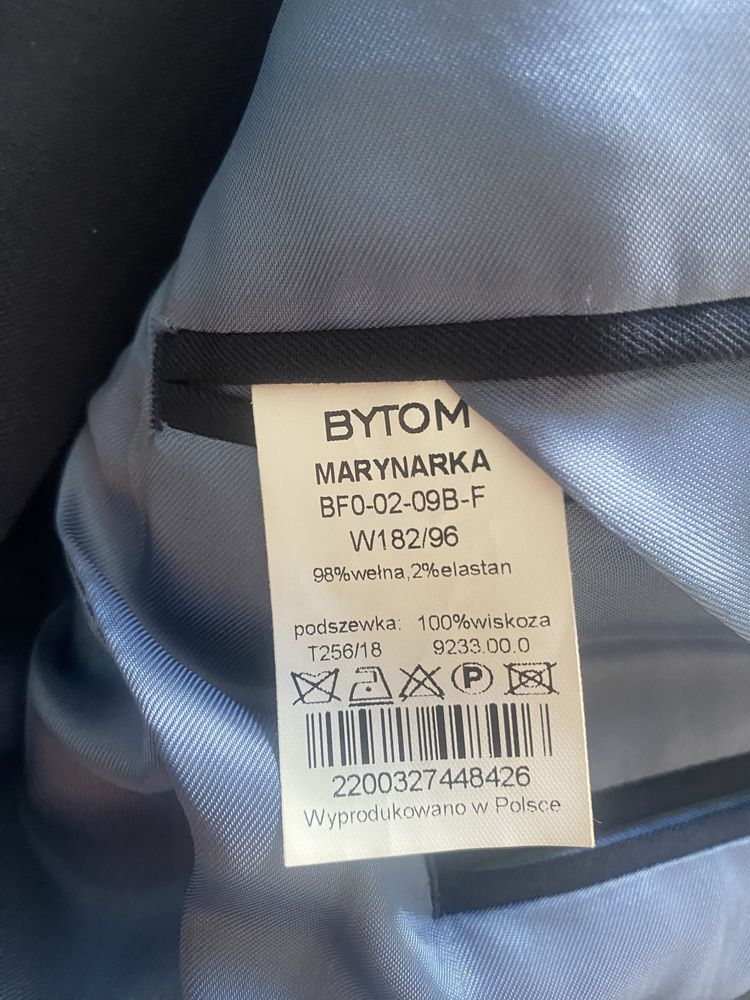 BYTOM
MARYNARKA
BF0-02-09B-F
W182/96
98%wełna,2%elastan
podszewka: 100%wiskoza
T256/18 9233.00.0
P
2200327448426
Wyprodukowano w Polsce